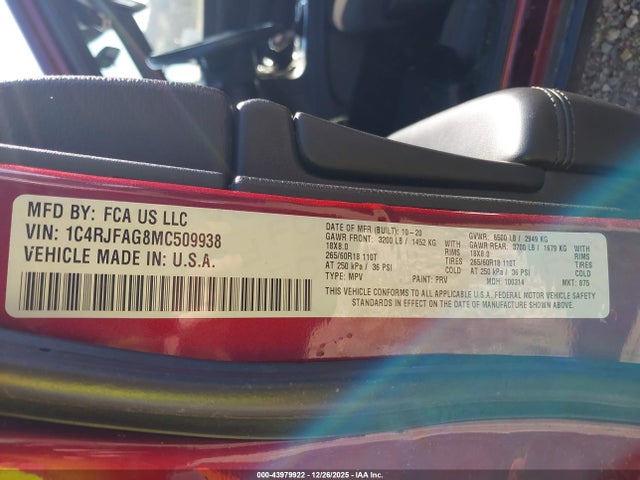 MFD BY: FCA US LLC
VIN: 1C4RJFAG8MC509938
VEHICLE MADE IN: U.S.A.
DATE OF MFR (BUILT): 10-20 GVWR: 6500 LB / 2949 KG
GAWR FRONT: 3200 LB / 1452 KG GAWR REAR: 3700 LB / 1679 KG
18X8.0 RIMS 18X8.0 RIMS
265/60R18 110T TIRES 265/60R18 110T TIRES
AT 250 kPa / 36 PSI COLD AT 250 kPa / 36 PSI COLD
TYPE: MPV PAINT: PRV MDH: 100314 MKT: 875
THIS VEHICLE CONFORMS TO ALL APPLICABLE U.S.A. FEDERAL MOTOR VEHICLE SAFETY
STANDARDS IN EFFECT ON THE DATE OF MANUFACTURE SHOWN ABOVE
000-43979922 | 12/26/2025 - IAA Inc.